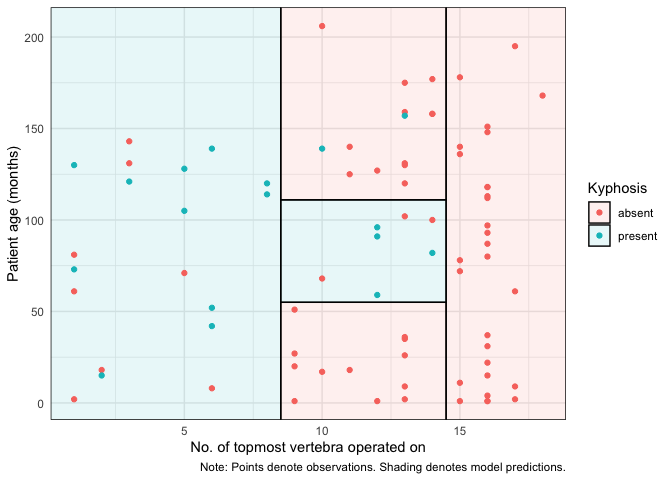 200
150
100
50
0
Patient age (months)
5
10
15
No. of topmost vertebra operated on
Note: Points denote observations. Shading denotes model predictions.
Kyphosis
absent
present